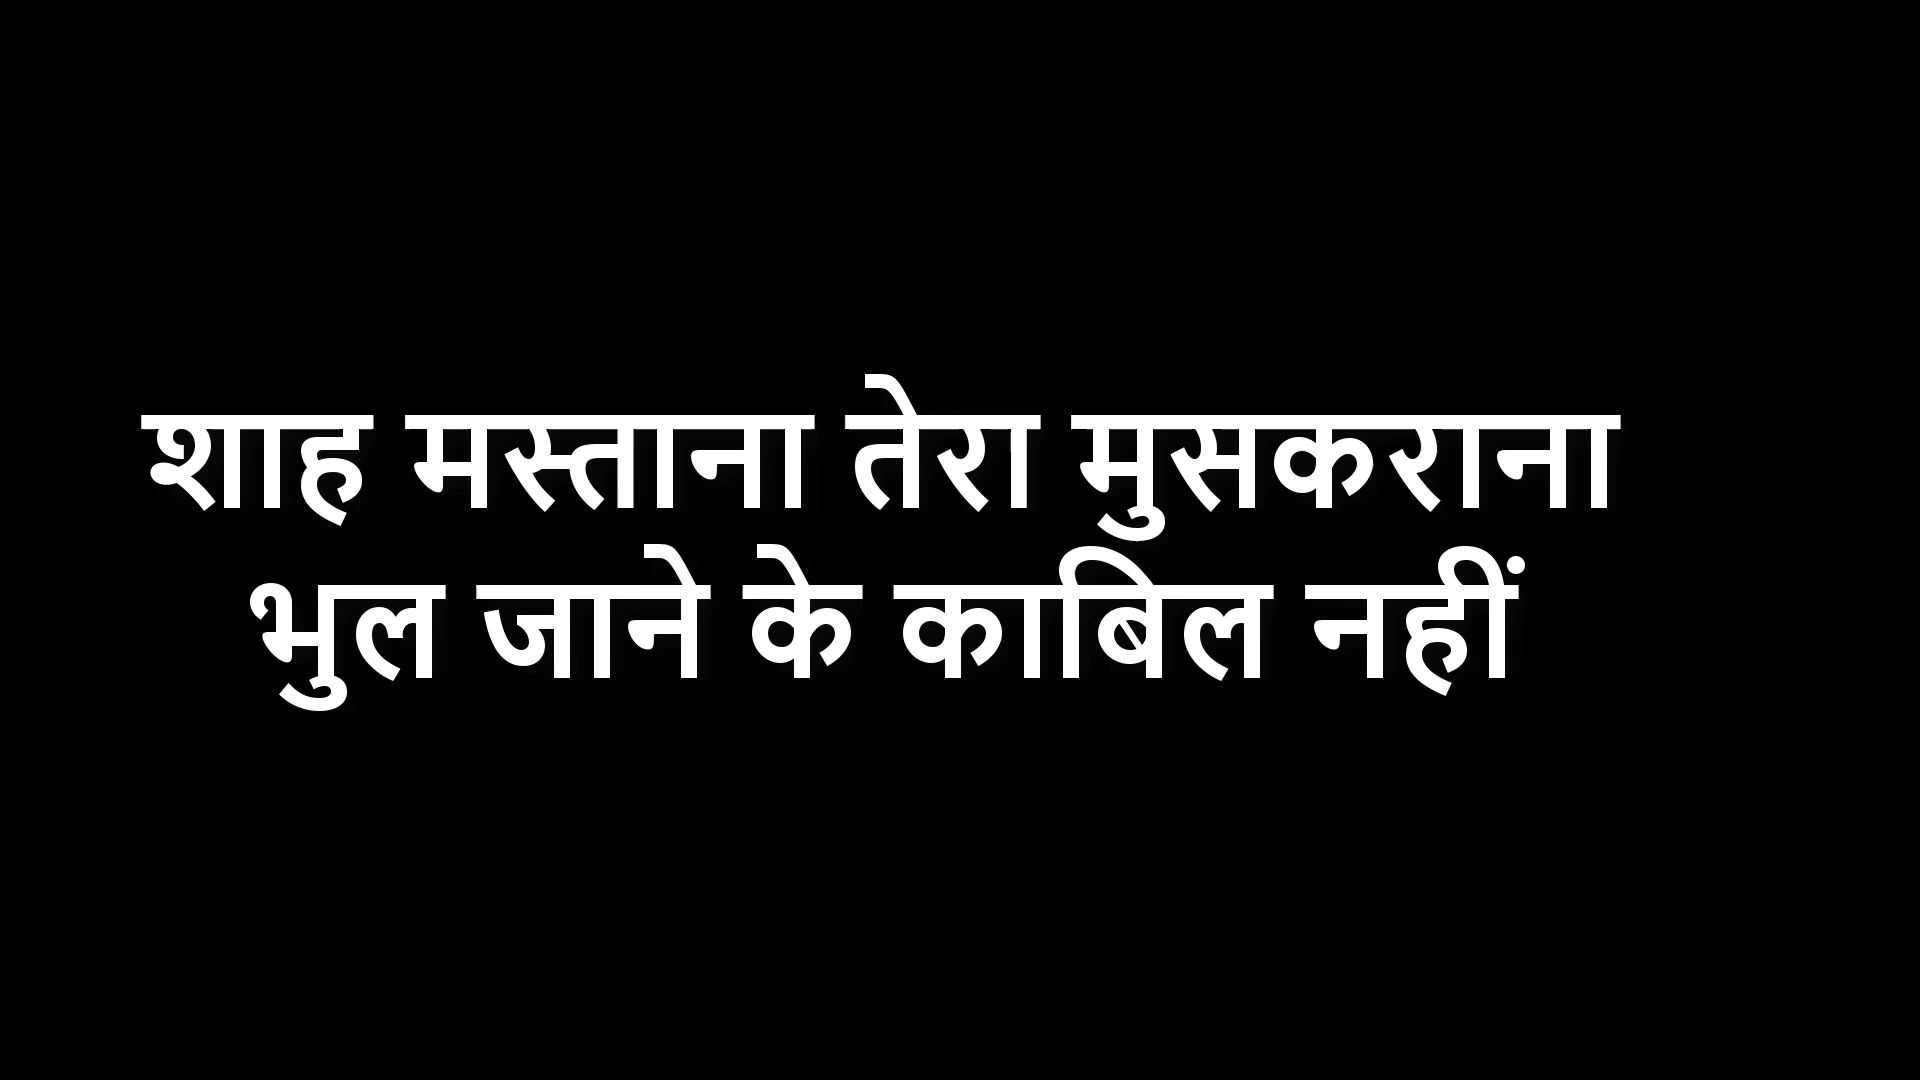 शाह मस्ताना तेरा मुसकराना
भुल जाने के काबिल नहीं